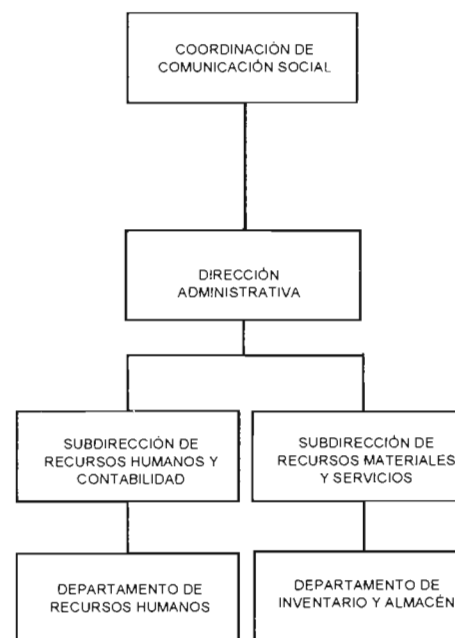 COORDINACIÓN DE
COMUNICACIÓN SOCIAL
DIRECCIÓN
ADMINISTRATIVA
SUBDIRECCIÓN DE
RECURSOS HUMANOS Y
CONTABILIDAD
SUBDIRECCIÓN DE
RECURSOS MATERIALES
Y SERVICIOS
DEPARTAMENTO DE
RECURSOS HUMANOS
DEPARTAMENTO DE
INVENTARIO Y ALMACÉN